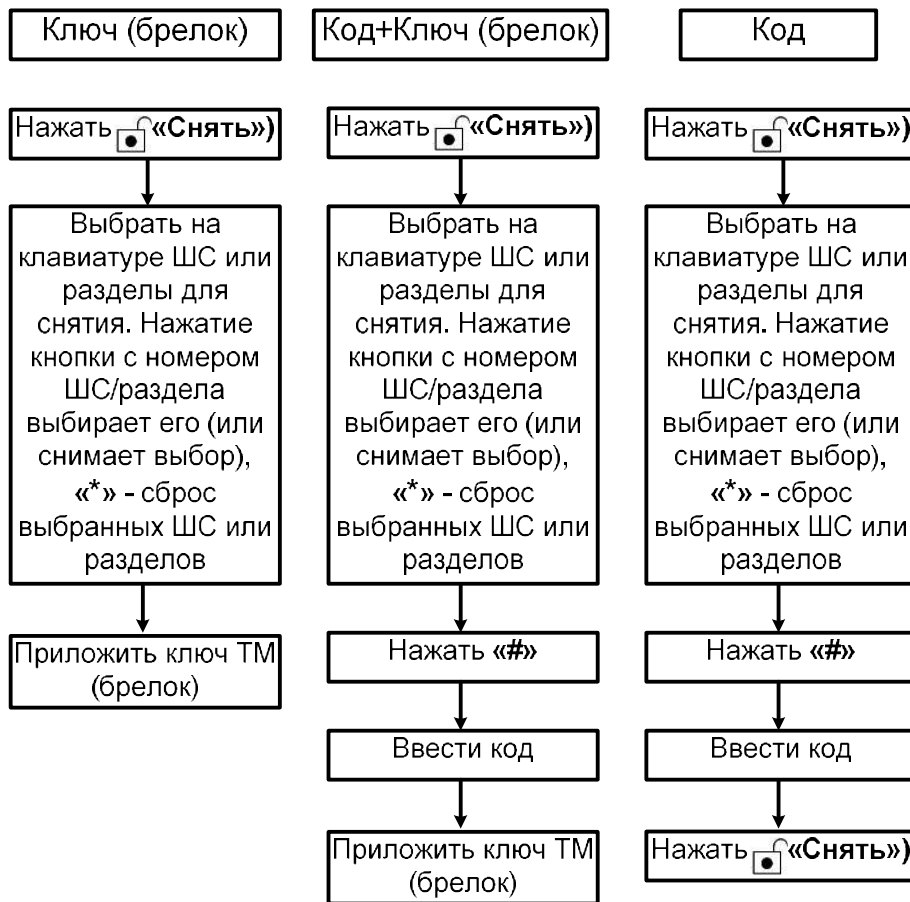 Ключ (брелок)
Код+Ключ (брелок)
Код
Нажать «Снять»)
Нажать «Снять»)
Нажать «Снять»)
Выбрать на
клавиатуре ШС или
разделы для
снятия. Нажатие
кнопки с номером
ШС/раздела
выбирает его (или
снимает выбор),
«*» - сброс
выбранных ШС или
разделов
Выбрать на
клавиатуре ШС или
разделы для
снятия. Нажатие
кнопки с номером
ШС/раздела
выбирает его (или
снимает выбор),
«*» - сброс
выбранных ШС или
разделов
Выбрать на
клавиатуре ШС или
разделы для
снятия. Нажатие
кнопки с номером
ШС/раздела
выбирает его (или
снимает выбор),
«*» - сброс
выбранных ШС или
разделов
Приложить ключ ТМ
(брелок)
Нажать «#»
Нажать «#»
Ввести код
Ввести код
Приложить ключ ТМ
(брелок)
Нажать «Снять»)